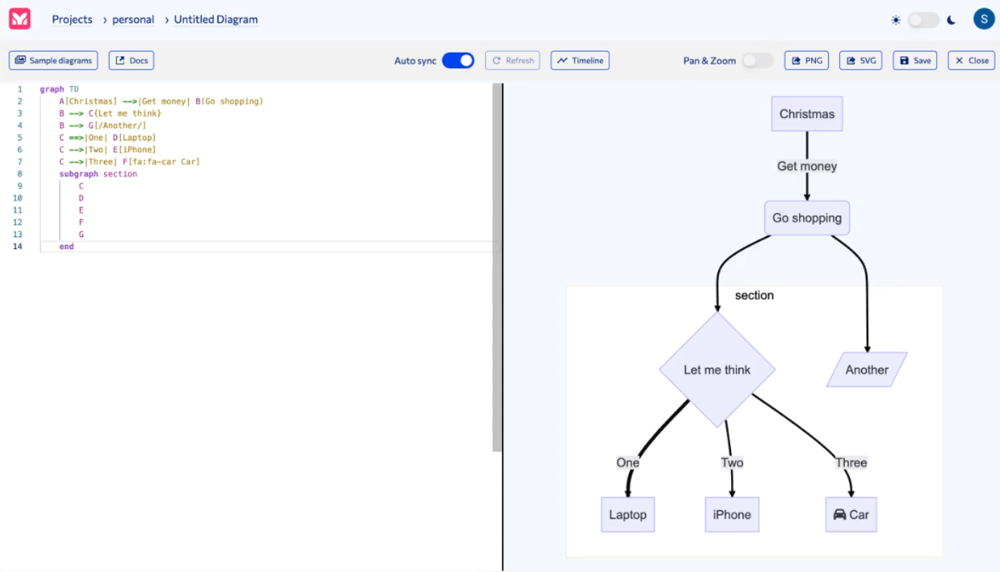 Projects › personal › Untitled Diagram
S
Sample diagrams Docs Auto sync Refresh Timeline Pan & Zoom PNG SVG Save Close
1 graph TD
2 A[Christmas] -->|Get money| B(Go shopping)
3 B --> C{Let me think}
4 B --> G[/Another/]
5 C ==>|One| D[Laptop]
6 C -->|Two| E[iPhone]
7 C -->|Three| F[fa:fa-car Car]
8 subgraph section
9 C
10 D
11 E
12 F
13 G
14 end
Christmas
Get money
Go shopping
section
Let me think
Another
One Two Three
Laptop iPhone Car